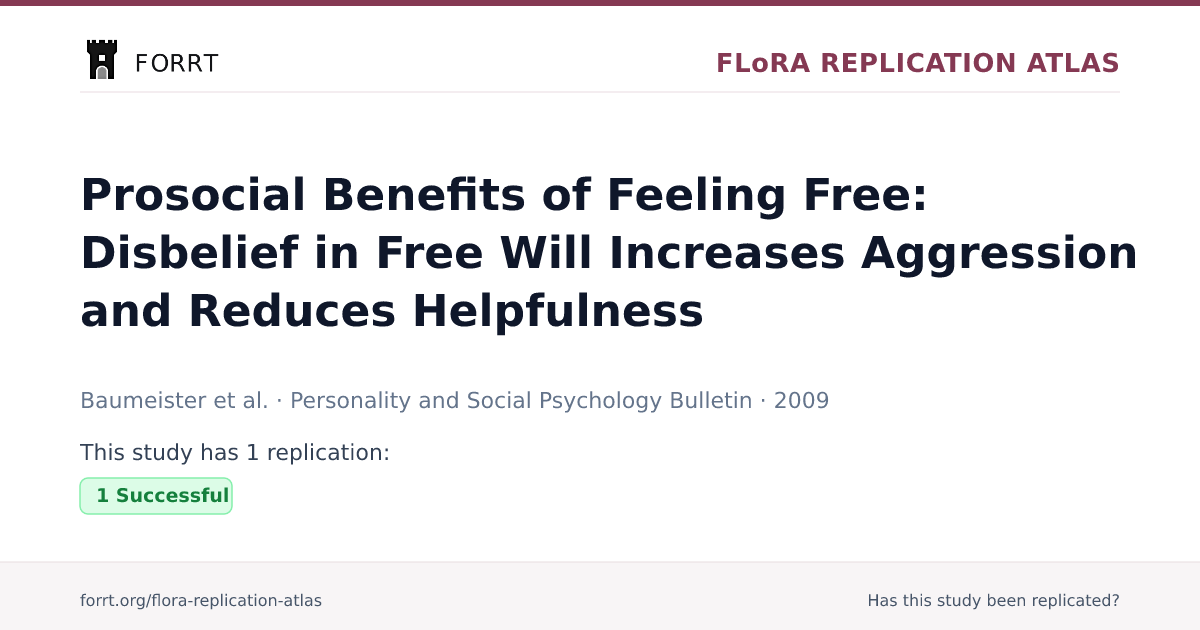 FORRT
FLoRA REPLICATION ATLAS
Prosocial Benefits of Feeling Free:
Disbelief in Free Will Increases Aggression
and Reduces Helpfulness
Baumeister et al. · Personality and Social Psychology Bulletin · 2009
This study has 1 replication:
1 Successful
forrt.org/flora-replication-atlas
Has this study been replicated?